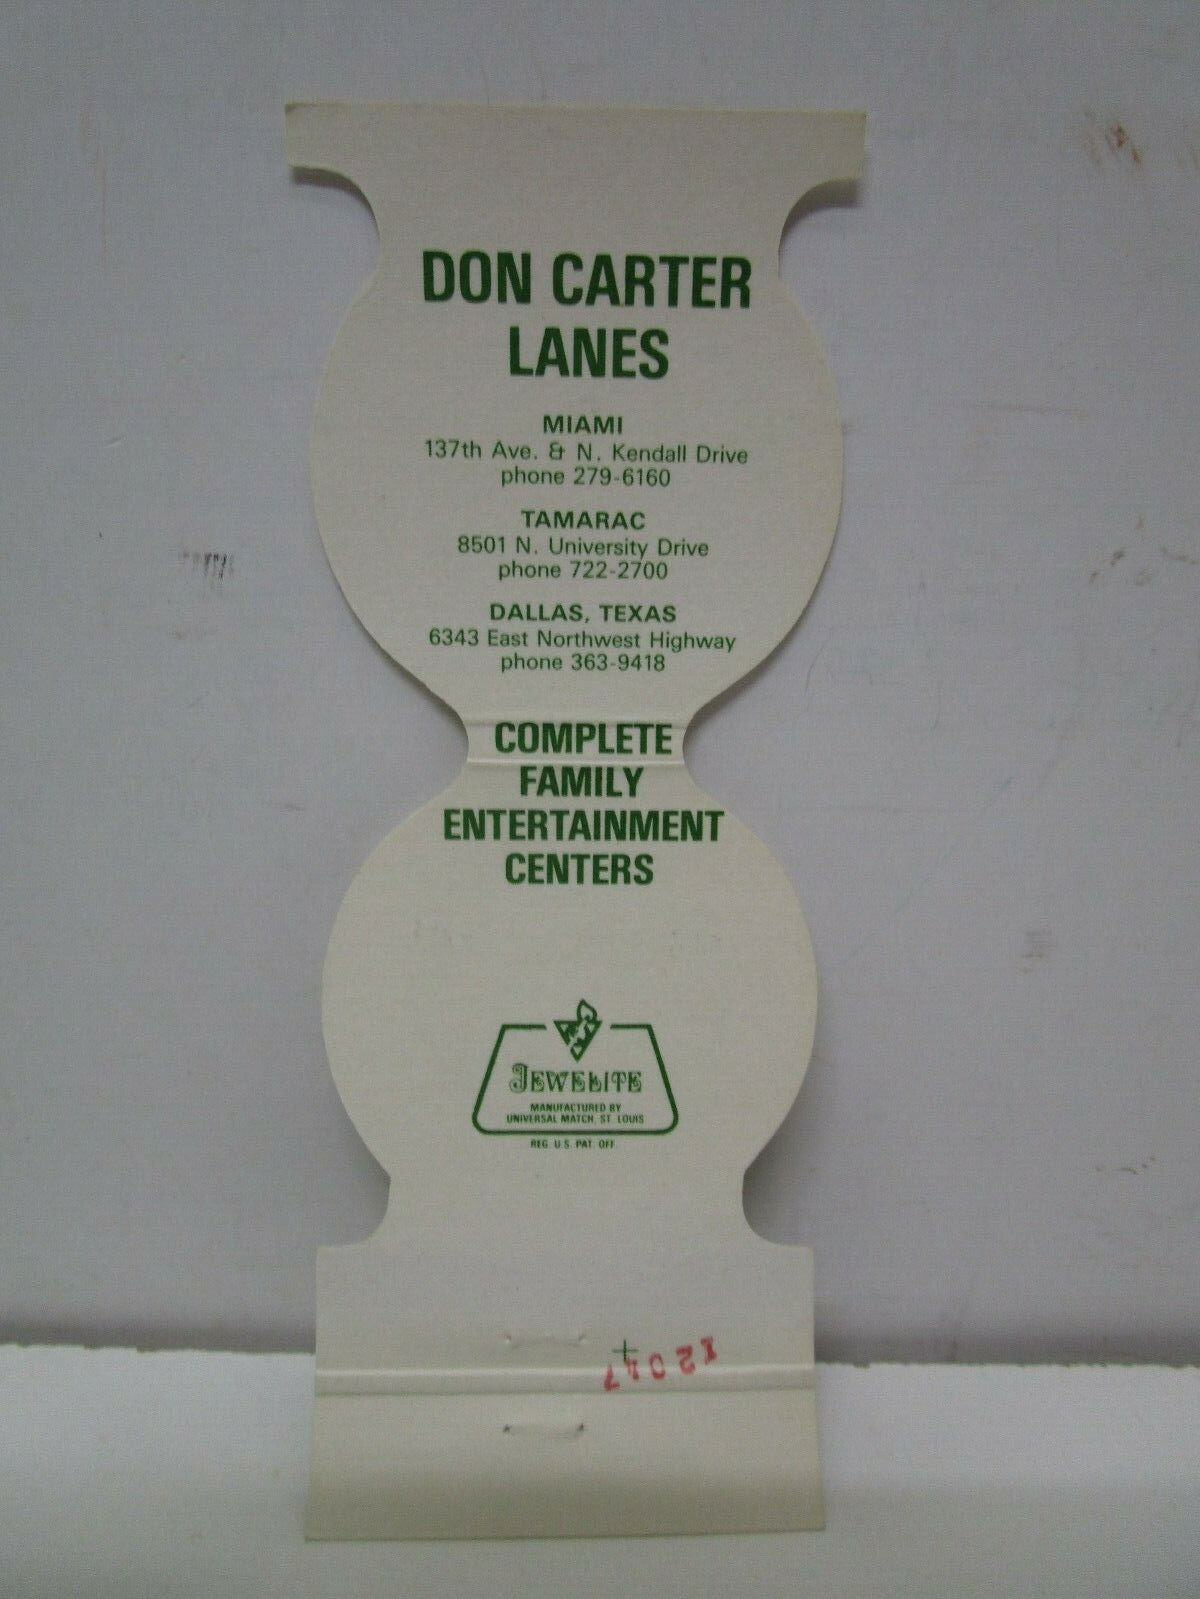 DON CARTER
LANES
MIAMI
137th Ave. & N. Kendall Drive
phone 279-6160
TAMARAC
8501 N. University Drive
phone 722-2700
DALLAS, TEXAS
6343 East Northwest Highway
phone 363-9418
COMPLETE
FAMILY
ENTERTAINMENT
CENTERS
JEWELITE
MANUFACTURED BY
UNIVERSAL MATCH, ST. LOUIS
REG. U.S. PAT. OFF.